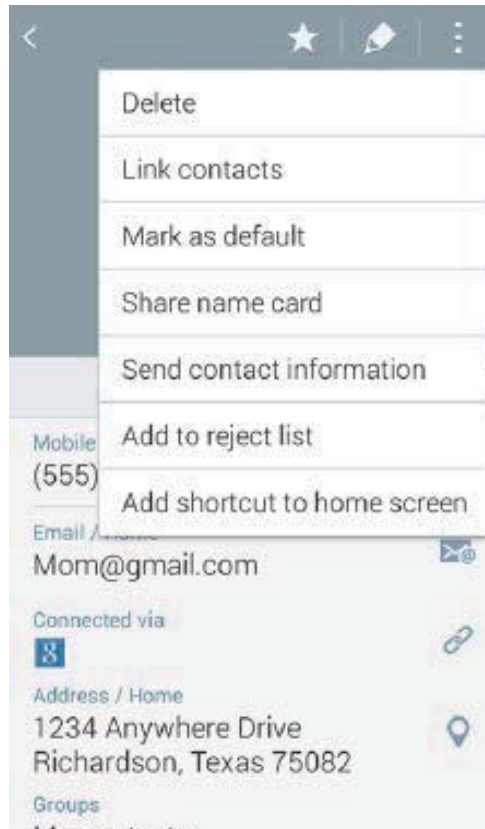 Delete
Link contacts
Mark as default
Share name card
Send contact information
Add to reject list
Add shortcut to home screen
Mobile
(555)
Email /
Mom@gmail.com
Connected via
8
Address / Home
1234 Anywhere Drive
Richardson, Texas 75082
Groups